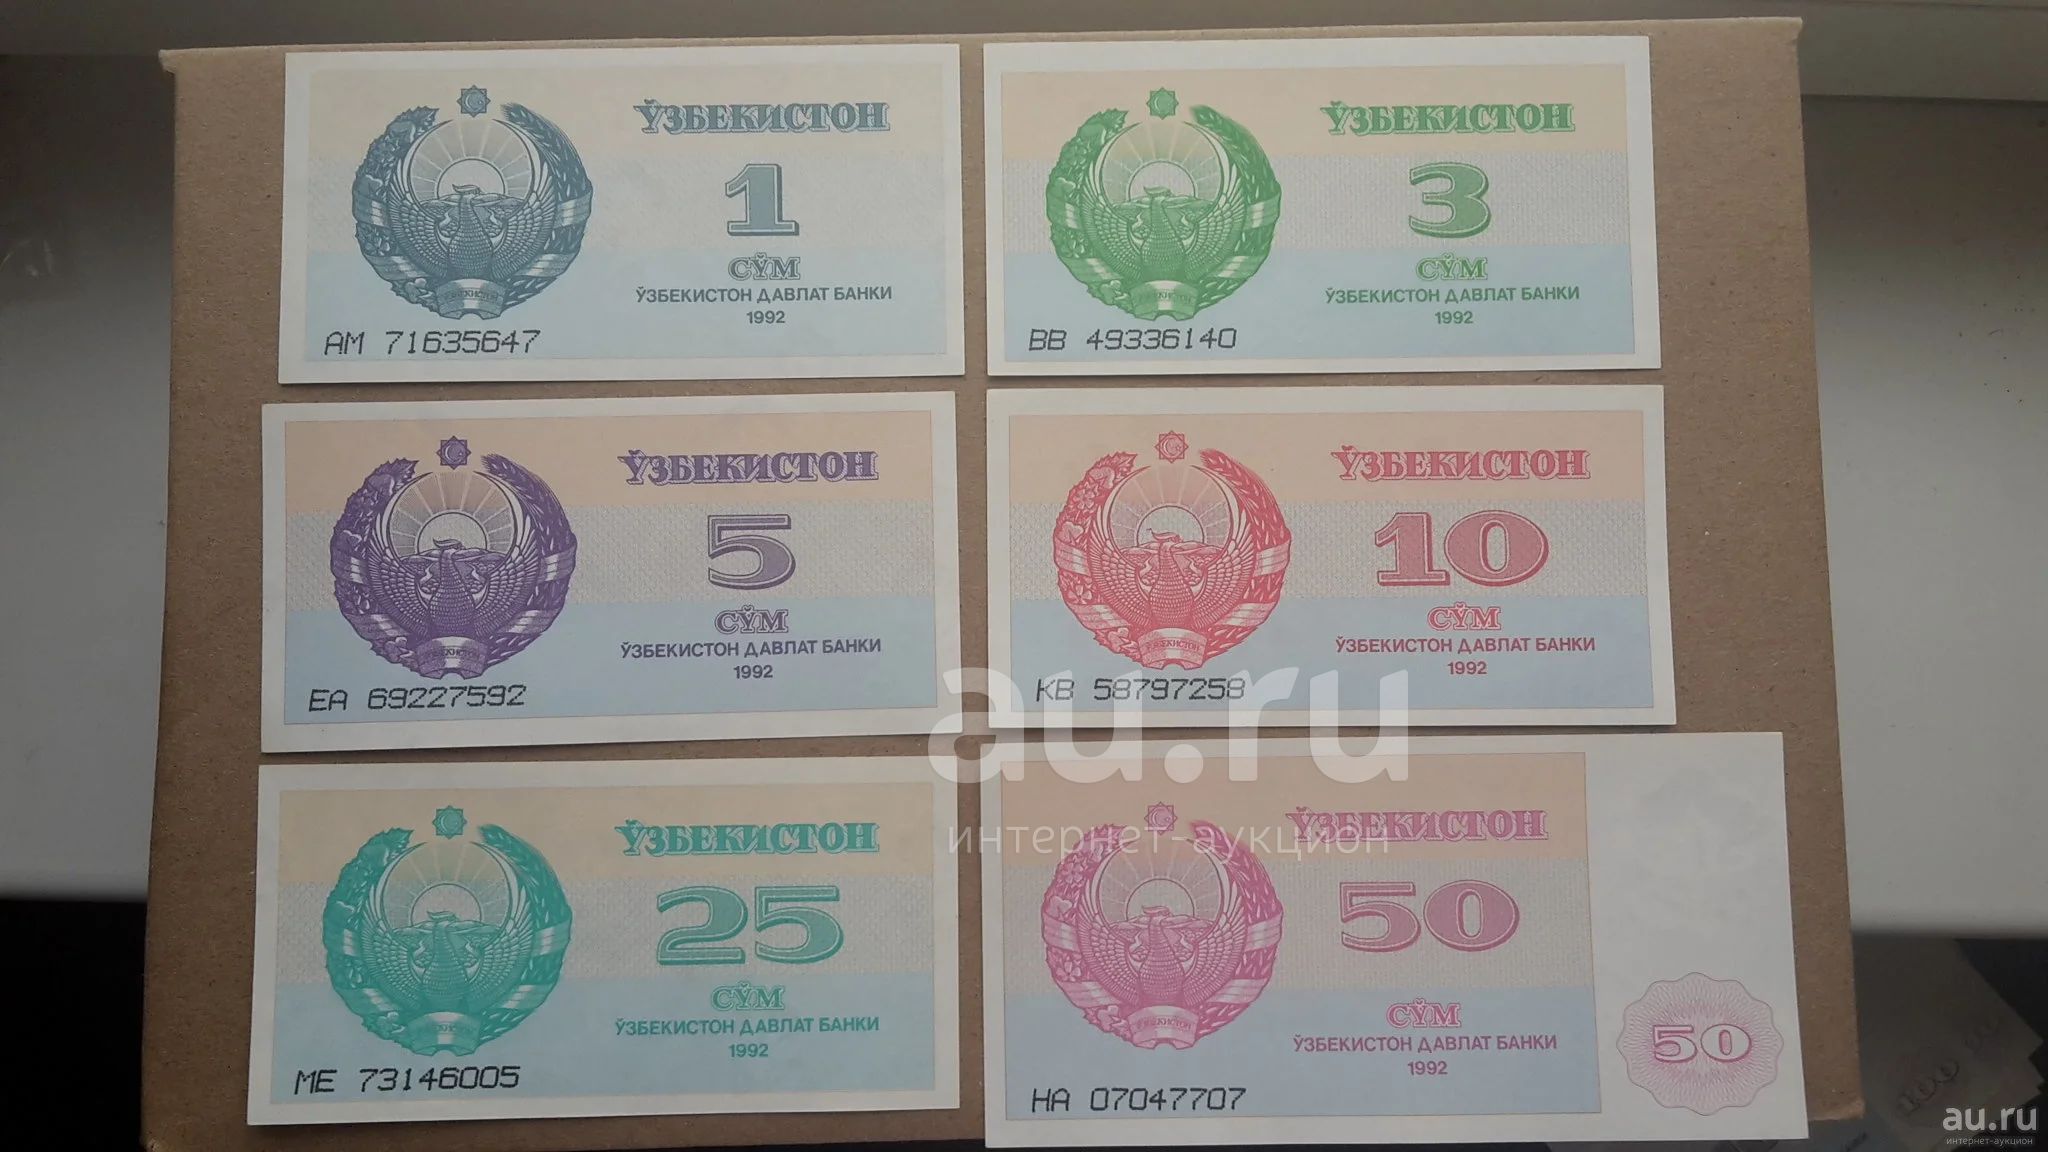 ЎЗБЕКИСТОН
1
СЎМ
ЎЗБЕКИСТОН ДАВЛАТ БАНКИ
1992
АМ 71635647
ЎЗБЕКИСТОН
3
СЎМ
ЎЗБЕКИСТОН ДАВЛАТ БАНКИ
1992
ВВ 49336140
ЎЗБЕКИСТОН
5
СЎМ
ЎЗБЕКИСТОН ДАВЛАТ БАНКИ
1992
ЕА 69227592
ЎЗБЕКИСТОН
10
СЎМ
ЎЗБЕКИСТОН ДАВЛАТ БАНКИ
1992
КВ 58797258
ЎЗБЕКИСТОН
25
СЎМ
ЎЗБЕКИСТОН ДАВЛАТ БАНКИ
1992
МЕ 73146005
ЎЗБЕКИСТОН
50
СЎМ
ЎЗБЕКИСТОН ДАВЛАТ БАНКИ
1992
НА 07047707
50
au.ru
интернет-аукцион
au.ru
интернет-аукцион